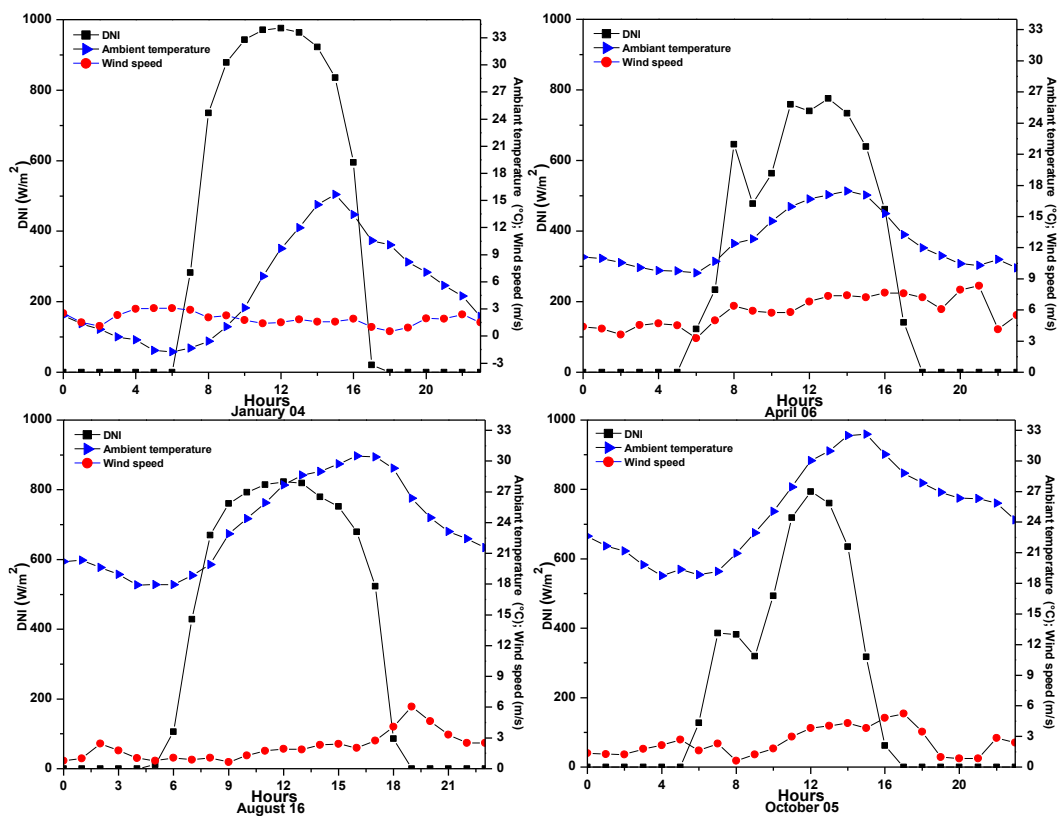 1000
800
600
400
200
0
DNI (W/m²)
DNI
Ambiant temperature
Wind speed
33
30
27
24
21
18
15
12
9
6
3
0
-3
Ambiant temperature (°C); Wind speed (m/s)
0 4 8 12 16 20
Hours
January 04
1000
800
600
400
200
0
DNI (W/m²)
DNI
Ambiant temperature
Wind speed
33
30
27
24
21
18
15
12
9
6
3
0
Ambiant temperature (°C); Wind speed (m/s)
0 4 8 12 16 20
Hours
April 06
1000
800
600
400
200
0
DNI (W/m²)
DNI
Ambient temperature
Wind speed
33
30
27
24
21
18
15
12
9
6
3
0
Ambient temperature (°C); Wind speed (m/s)
0 3 6 9 12 15 18 21
Hours
August 16
1000
800
600
400
200
0
DNI (W/m²)
DNI
Ambient temperature
Wind speed
33
30
27
24
21
18
15
12
9
6
3
0
Ambient temperature (°C); Wind speed (m/s)
0 4 8 12 16 20
Hours
October 05